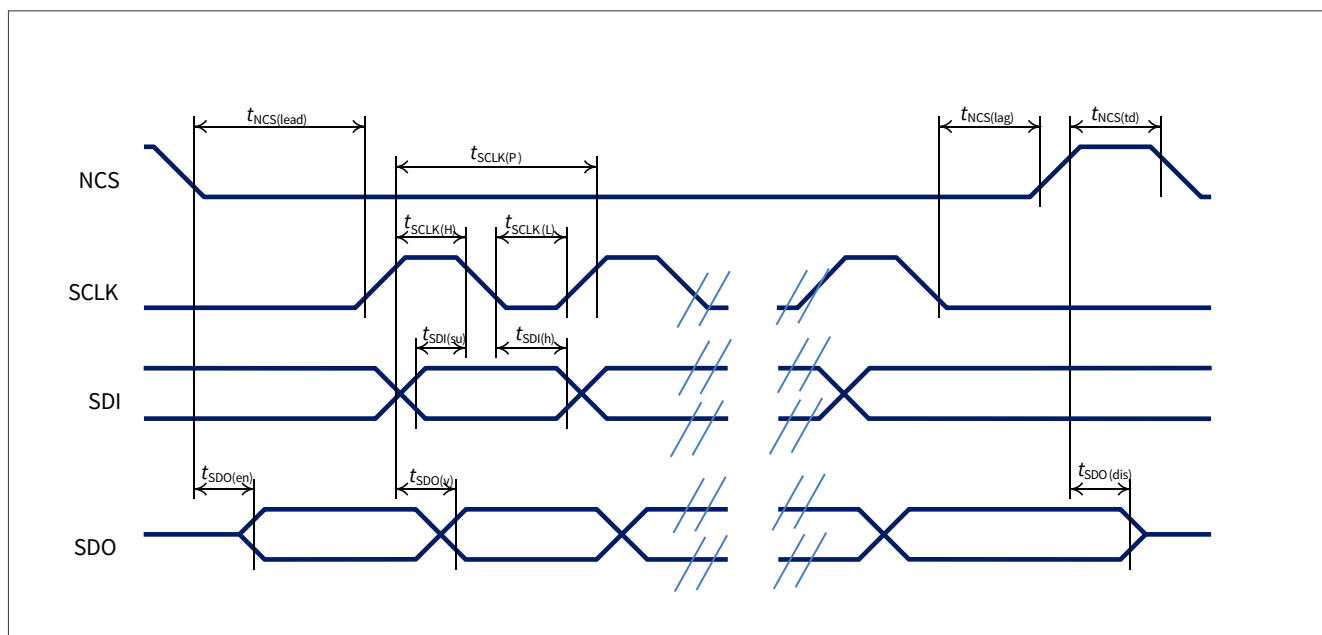 tNCS(lead)
tNCS(lag)
tNCS(td)
tSCLK(P)
NCS
tSCLK(H)
tSCLK(L)
SCLK
tSDI(su)
tSDI(h)
SDI
tSDO(en)
tSDO(v)
tSDO(dis)
SDO